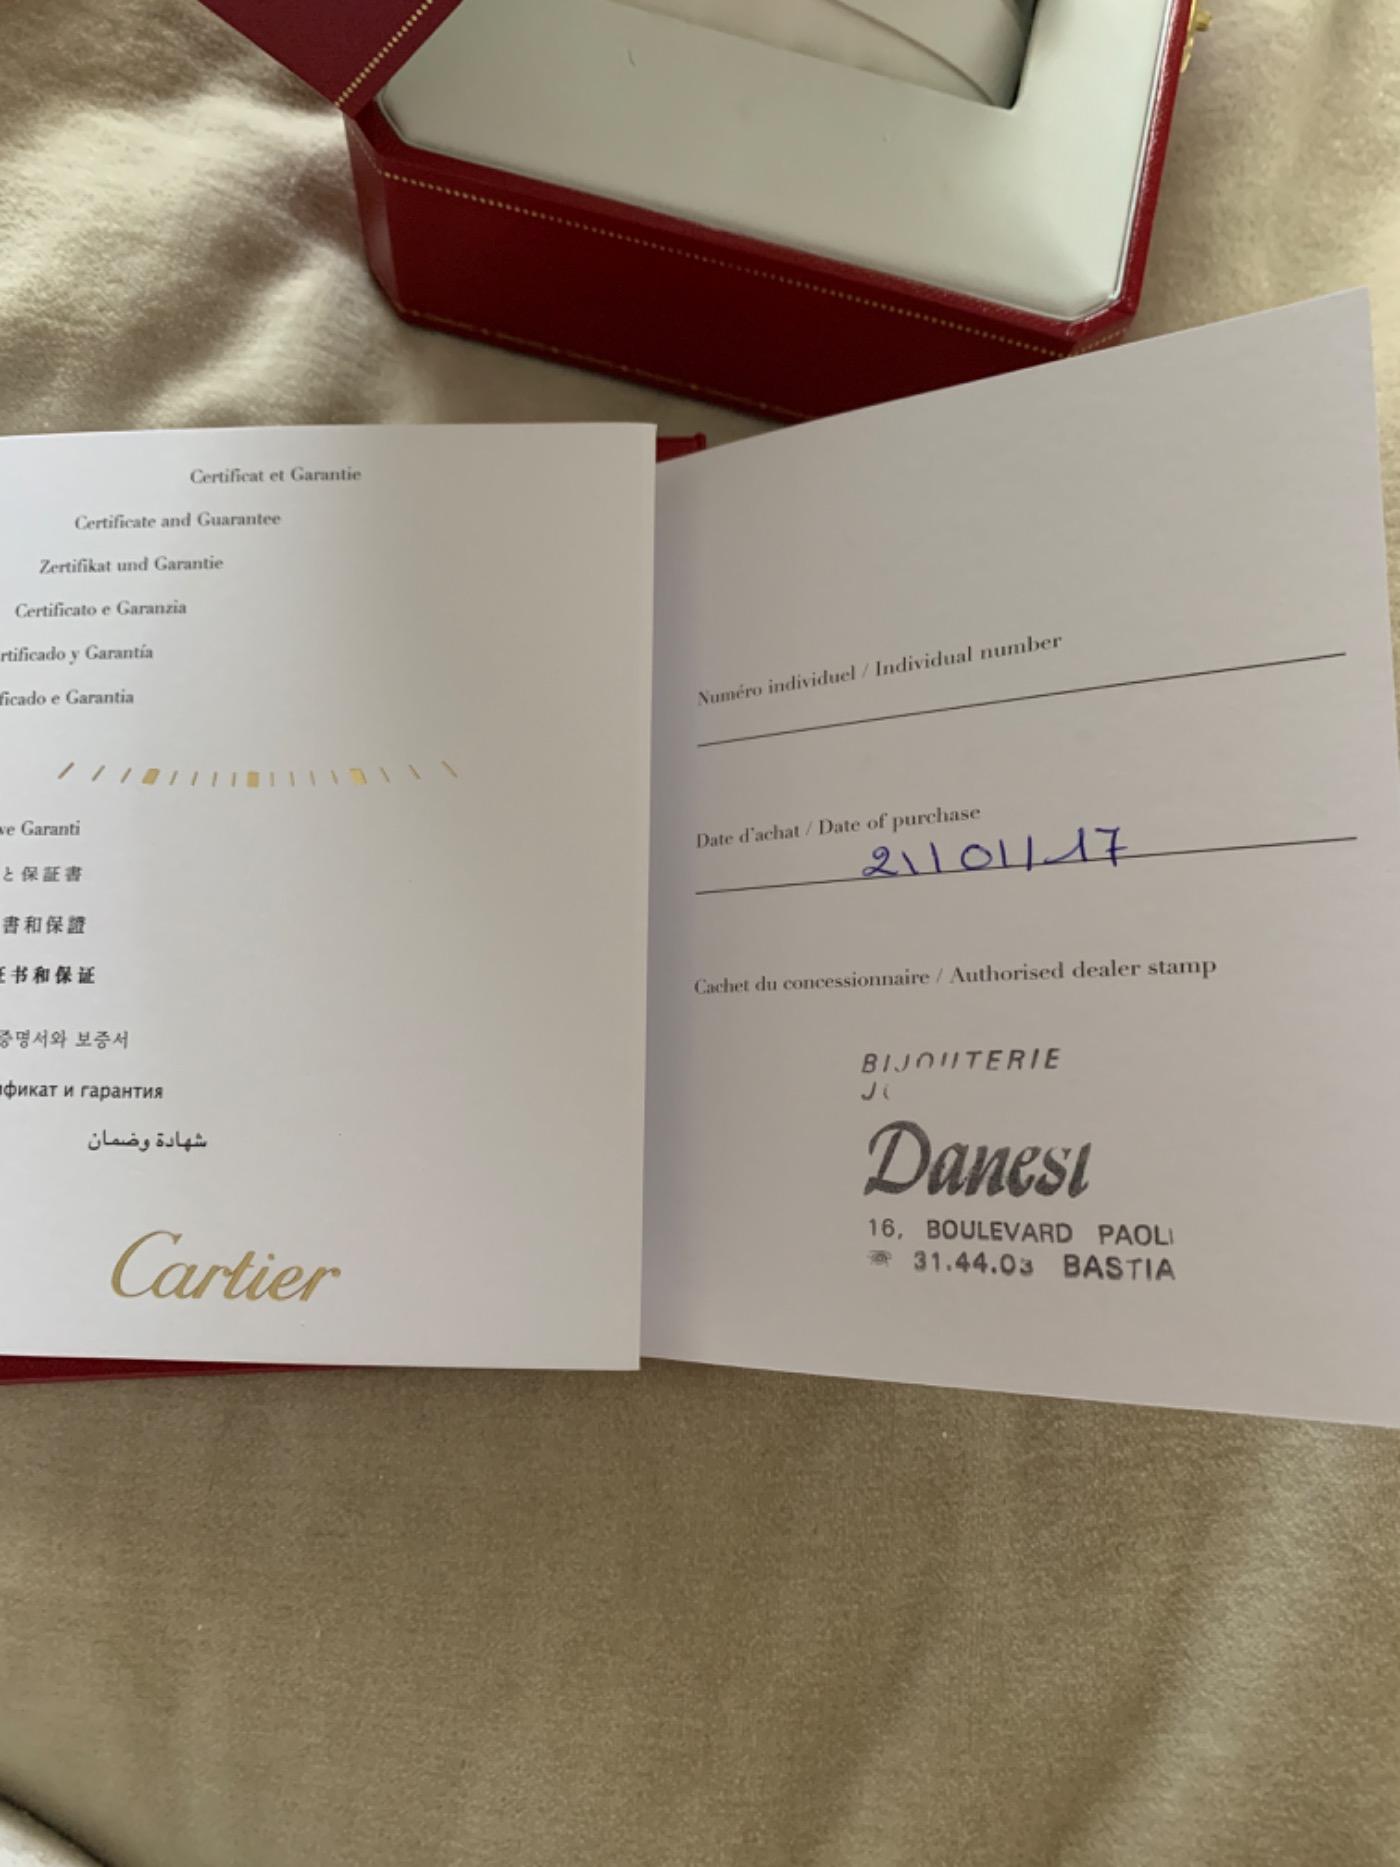 Certificat et Garantie
Certificate and Guarantee
Zertifikat und Garantie
Certificato e Garanzia
rtificado y Garantía
ficado e Garantia
ve Garanti
と保証書
書和保證
书和保证
증명서와 보증서
ификат и гарантия
شهادة وضمان
Cartier
Numéro individuel / Individual number
Date d'achat / Date of purchase
21/01/17
Cachet du concessionnaire / Authorised dealer stamp
BIJOUTERIE
Danesi
16, BOULEVARD PAOLI
☎ 31.44.03 BASTIA